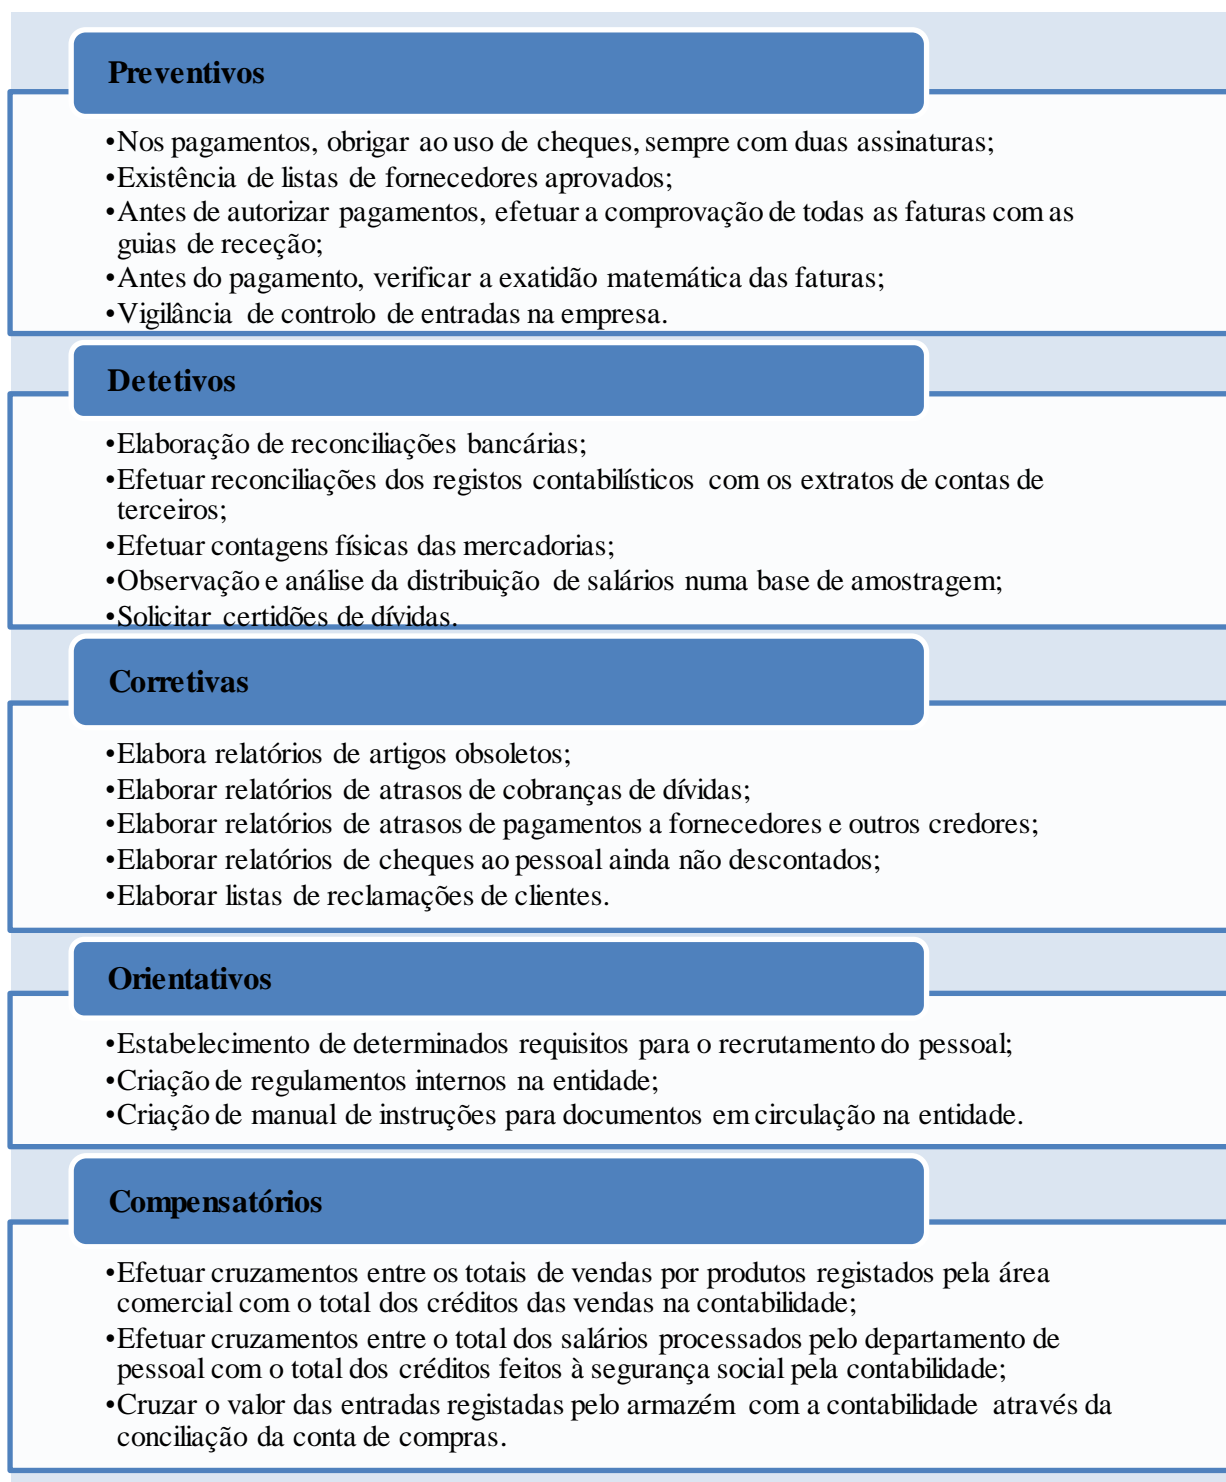 Preventivos
•Nos pagamentos, obrigar ao uso de cheques, sempre com duas assinaturas;
•Existência de listas de fornecedores aprovados;
•Antes de autorizar pagamentos, efetuar a comprovação de todas as faturas com as
guias de receção;
•Antes do pagamento, verificar a exatidão matemática das faturas;
•Vigilância de controlo de entradas na empresa.
Detetivos
•Elaboração de reconciliações bancárias;
•Efetuar reconciliações dos registos contabilísticos com os extratos de contas de
terceiros;
•Efetuar contagens físicas das mercadorias;
•Observação e análise da distribuição de salários numa base de amostragem;
•Solicitar certidões de dívidas.
Corretivas
•Elabora relatórios de artigos obsoletos;
•Elaborar relatórios de atrasos de cobranças de dívidas;
•Elaborar relatórios de atrasos de pagamentos a fornecedores e outros credores;
•Elaborar relatórios de cheques ao pessoal ainda não descontados;
•Elaborar listas de reclamações de clientes.
Orientativos
•Estabelecimento de determinados requisitos para o recrutamento do pessoal;
•Criação de regulamentos internos na entidade;
•Criação de manual de instruções para documentos em circulação na entidade.
Compensatórios
•Efetuar cruzamentos entre os totais de vendas por produtos registados pela área
comercial com o total dos créditos das vendas na contabilidade;
•Efetuar cruzamentos entre o total dos salários processados pelo departamento de
pessoal com o total dos créditos feitos à segurança social pela contabilidade;
•Cruzar o valor das entradas registadas pelo armazém com a contabilidade através da
conciliação da conta de compras.